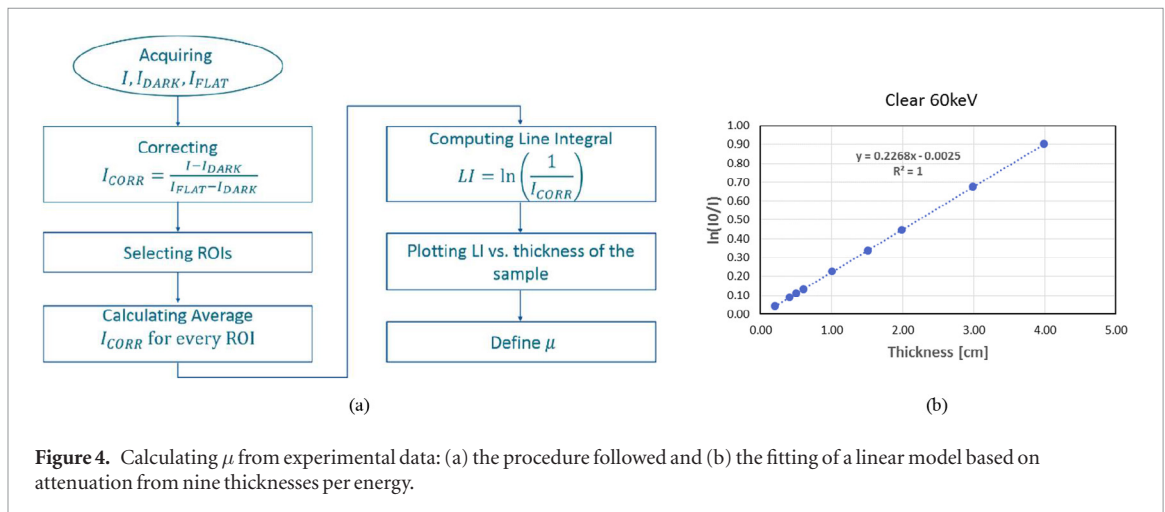 Acquiring
I, I_DARK, I_FLAT
Correcting
I_CORR = (I−I_DARK)/(I_FLAT−I_DARK)
Selecting ROIs
Calculating Average
I_CORR for every ROI
Computing Line Integral
LI = ln(1/I_CORR)
Plotting LI vs. thickness of the
sample
Define μ
(a)
Clear 60keV
y = 0.2268x - 0.0025
R² = 1
ln(I0/I)
1.00
0.90
0.80
0.70
0.60
0.50
0.40
0.30
0.20
0.10
0.00
0.00 1.00 2.00 3.00 4.00 5.00
Thickness [cm]
(b)
Figure 4. Calculating μ from experimental data: (a) the procedure followed and (b) the fitting of a linear model based on
attenuation from nine thicknesses per energy.